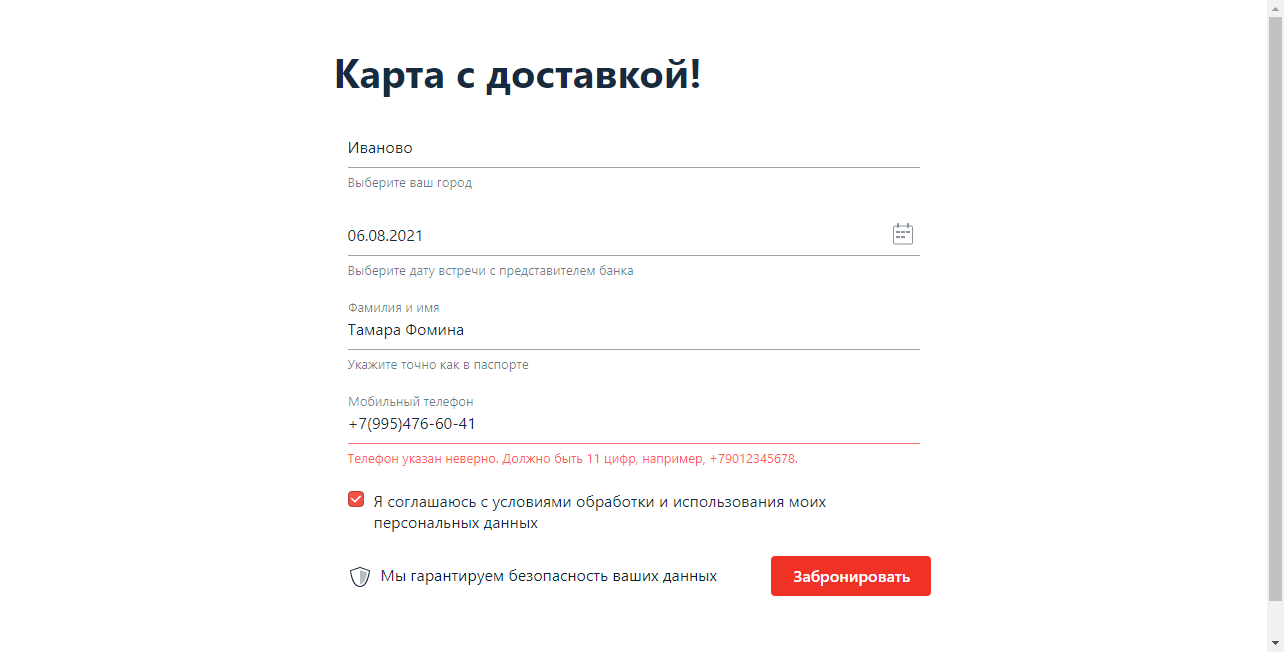 Карта с доставкой!
Иваново
Выберите ваш город
06.08.2021
Выберите дату встречи с представителем банка
Фамилия и имя
Тамара Фомина
Укажите точно как в паспорте
Мобильный телефон
+7(995)476-60-41
Телефон указан неверно. Должно быть 11 цифр, например, +79012345678.
Я соглашаюсь с условиями обработки и использования моих
персональных данных
Мы гарантируем безопасность ваших данных
Забронировать